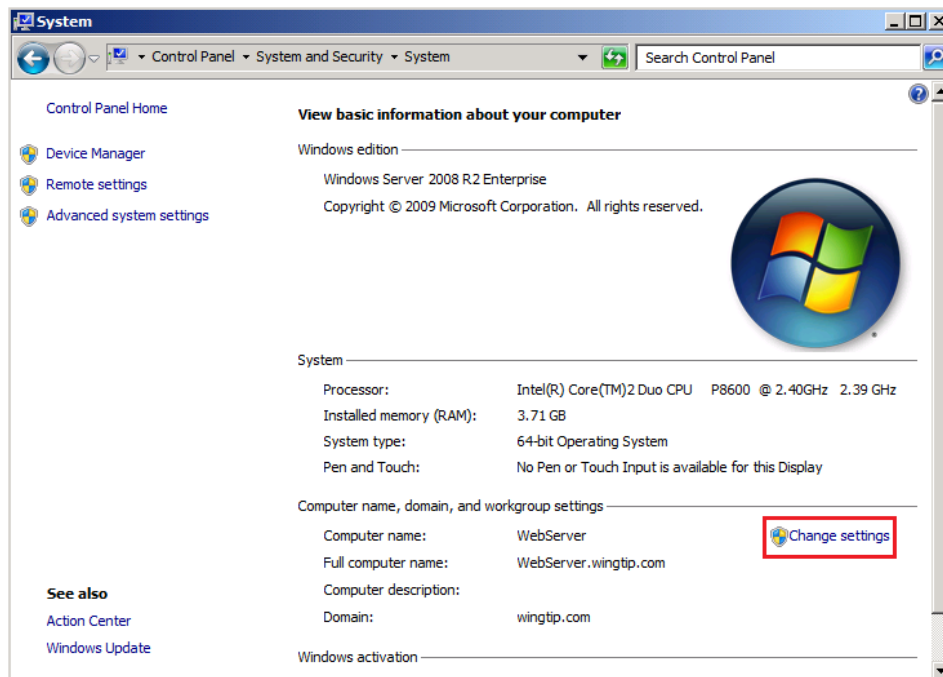 System
Control Panel System and Security System
Search Control Panel
Control Panel Home
Device Manager
Remote settings
Advanced system settings
See also
Action Center
Windows Update
View basic information about your computer
Windows edition
Windows Server 2008 R2 Enterprise
Copyright © 2009 Microsoft Corporation. All rights reserved.
System
Processor: Intel(R) Core(TM)2 Duo CPU P8600 @ 2.40GHz 2.39 GHz
Installed memory (RAM): 3.71 GB
System type: 64-bit Operating System
Pen and Touch: No Pen or Touch Input is available for this Display
Computer name, domain, and workgroup settings
Computer name: WebServer Change settings
Full computer name: WebServer.wingtip.com
Computer description:
Domain: wingtip.com
Windows activation